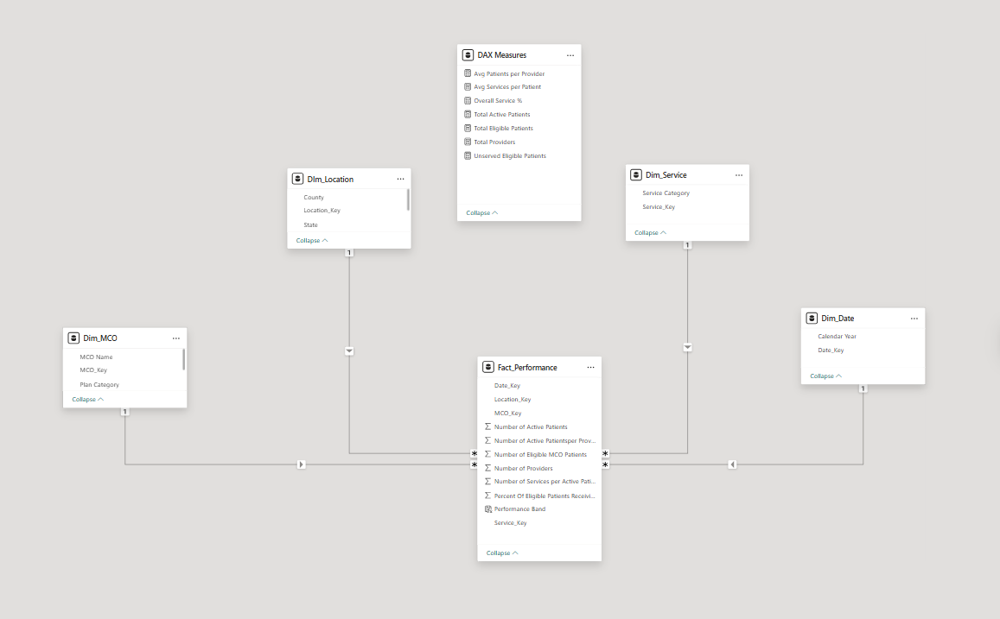 DAX Measures
Avg Patients per Provider
Avg Services per Patient
Overall Service %
Total Active Patients
Total Eligible Patients
Total Providers
Unserved Eligible Patients
Collapse
DIm_Location
County
Location_Key
State
Collapse
1
Dim_Service
Service Category
Service_Key
Collapse
1
Dim_MCO
MCO Name
MCO_Key
Plan Category
Collapse
1
Dim_Date
Calendar Year
Date_Key
Collapse
1
Fact_Performance
Date_Key
Location_Key
MCO_Key
Number of Active Patients
Number of Active Patientsper Prov...
Number of Eligible MCO Patients
Number of Providers
Number of Services per Active Pati...
Percent Of Eligible Patients Receivi...
Performance Band
Service_Key
Collapse